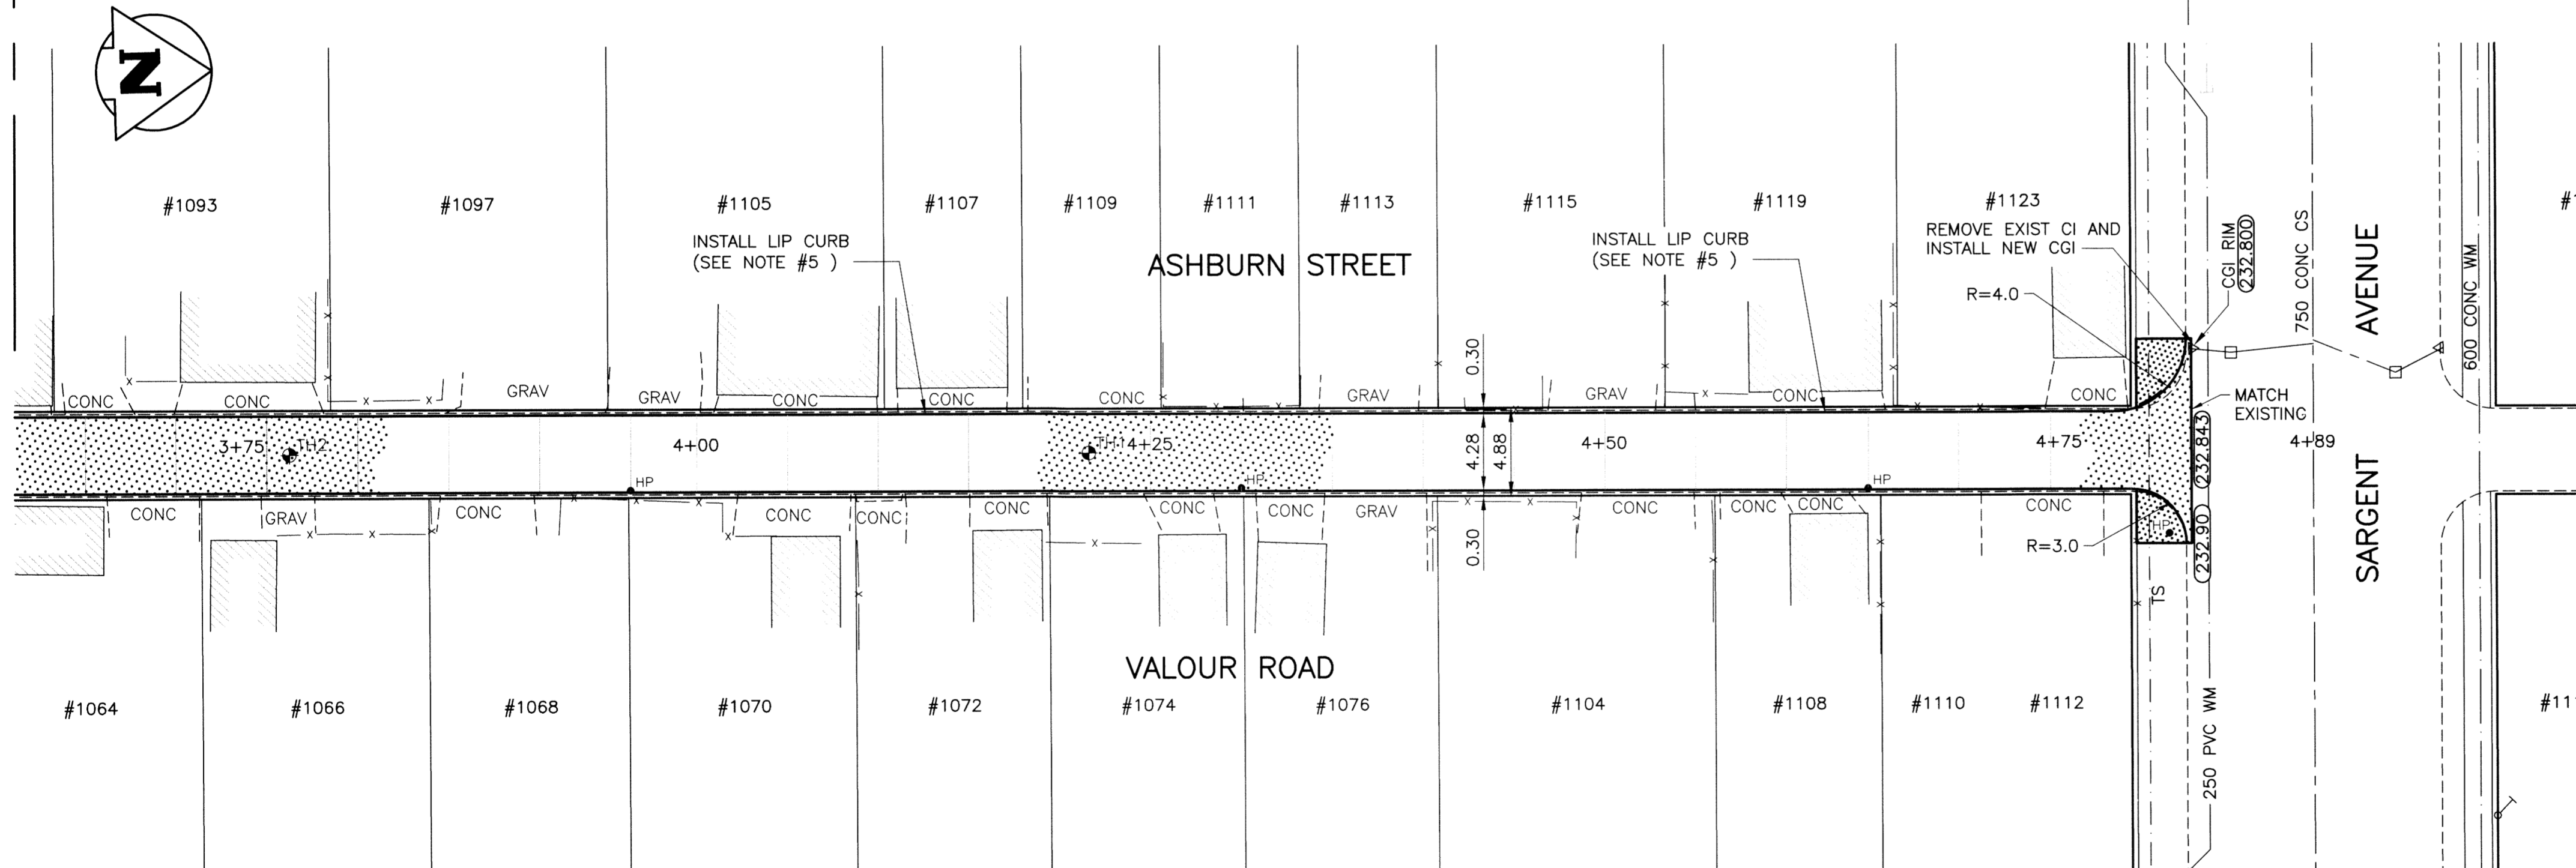 N
#1093
#1097
#1105
#1107
#1109
#1111
#1113
#1115
#1119
#1123
INSTALL LIP CURB
(SEE NOTE #5 )
ASHBURN STREET
INSTALL LIP CURB
(SEE NOTE #5 )
REMOVE EXIST CI AND
INSTALL NEW CGI
R=4.0
CGI RIM
232.800
750 CONC CS
SARGENT AVENUE
600 CONC WM
CONC
CONC
GRAV
GRAV
CONC
CONC
CONC
GRAV
GRAV
CONC
CONC
0.30
MATCH
EXISTING
3+75
TH2
4+00
TH1
4+25
4.28
4.88
4+50
4+75
232.843
4+89
HP
HP
HP
HP
CONC
GRAV
CONC
CONC
CONC
CONC
CONC
CONC
GRAV
0.30
CONC
CONC
CONC
CONC
R=3.0
232.90
TS
VALOUR ROAD
250 PVC WM
#1064
#1066
#1068
#1070
#1072
#1074
#1076
#1104
#1108
#1110
#1112